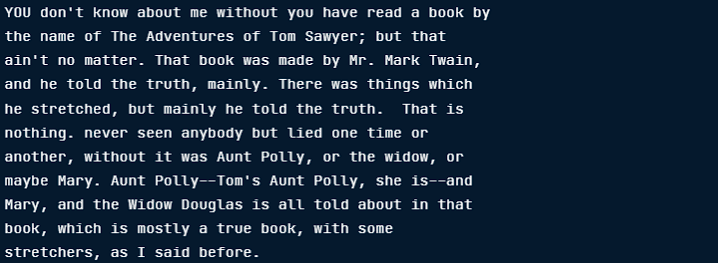 YOU don't know about me without you have read a book by
the name of The Adventures of Tom Sawyer; but that
ain't no matter. That book was made by Mr. Mark Twain,
and he told the truth, mainly. There was things which
he stretched, but mainly he told the truth.  That is
nothing. never seen anybody but lied one time or
another, without it was Aunt Polly, or the widow, or
maybe Mary. Aunt Polly--Tom's Aunt Polly, she is--and
Mary, and the Widow Douglas is all told about in that
book, which is mostly a true book, with some
stretchers, as I said before.